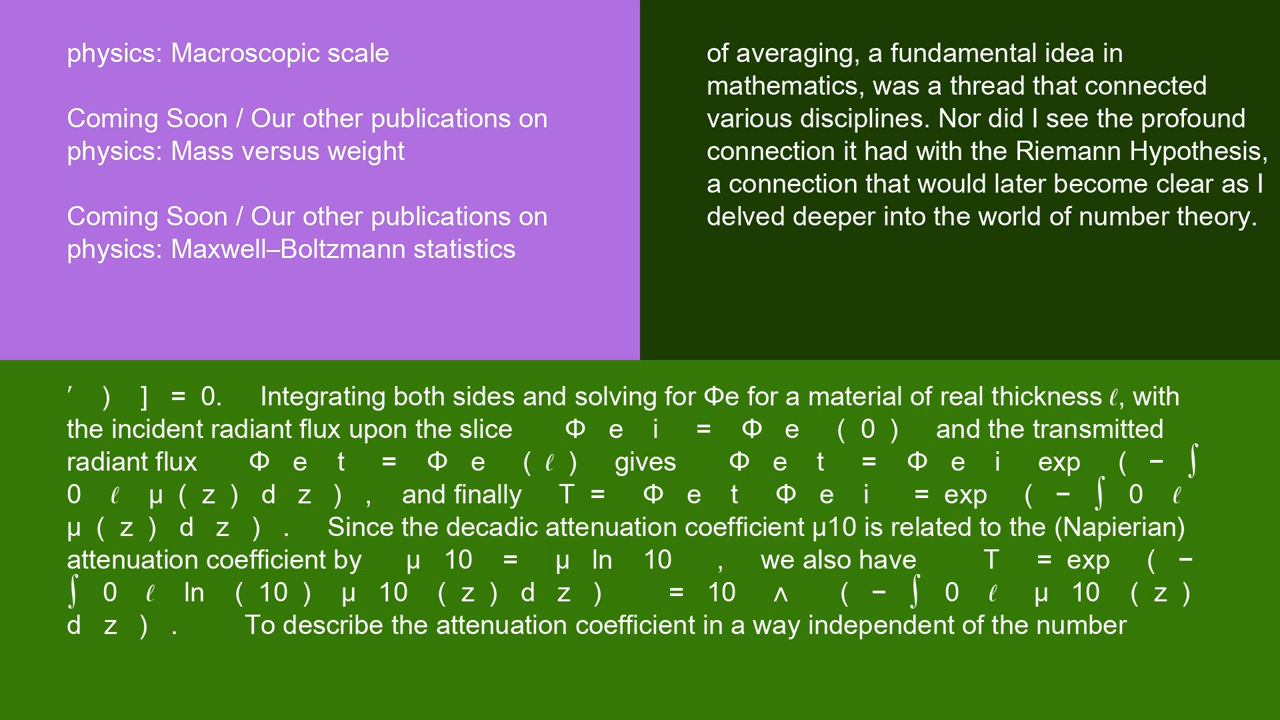 physics: Macroscopic scale
Coming Soon / Our other publications on
physics: Mass versus weight
Coming Soon / Our other publications on
physics: Maxwell–Boltzmann statistics
of averaging, a fundamental idea in
mathematics, was a thread that connected
various disciplines. Nor did I see the profound
connection it had with the Riemann Hypothesis,
a connection that would later become clear as I
delved deeper into the world of number theory.
′ ) ] = 0. Integrating both sides and solving for Φe for a material of real thickness ℓ, with
the incident radiant flux upon the slice Φ e i = Φ e ( 0 ) and the transmitted
radiant flux Φ e t = Φ e ( ℓ ) gives Φ e t = Φ e i exp ( − ∫
0 ℓ μ ( z ) d z ) , and finally T = Φ e t Φ e i = exp ( − ∫ 0 ℓ
μ ( z ) d z ) . Since the decadic attenuation coefficient μ10 is related to the (Napierian)
attenuation coefficient by μ 10 = μ ln 10 , we also have T = exp ( −
∫ 0 ℓ ln ( 10 ) μ 10 ( z ) d z ) = 10 ∧ ( − ∫ 0 ℓ μ 10 ( z )
d z ) . To describe the attenuation coefficient in a way independent of the number